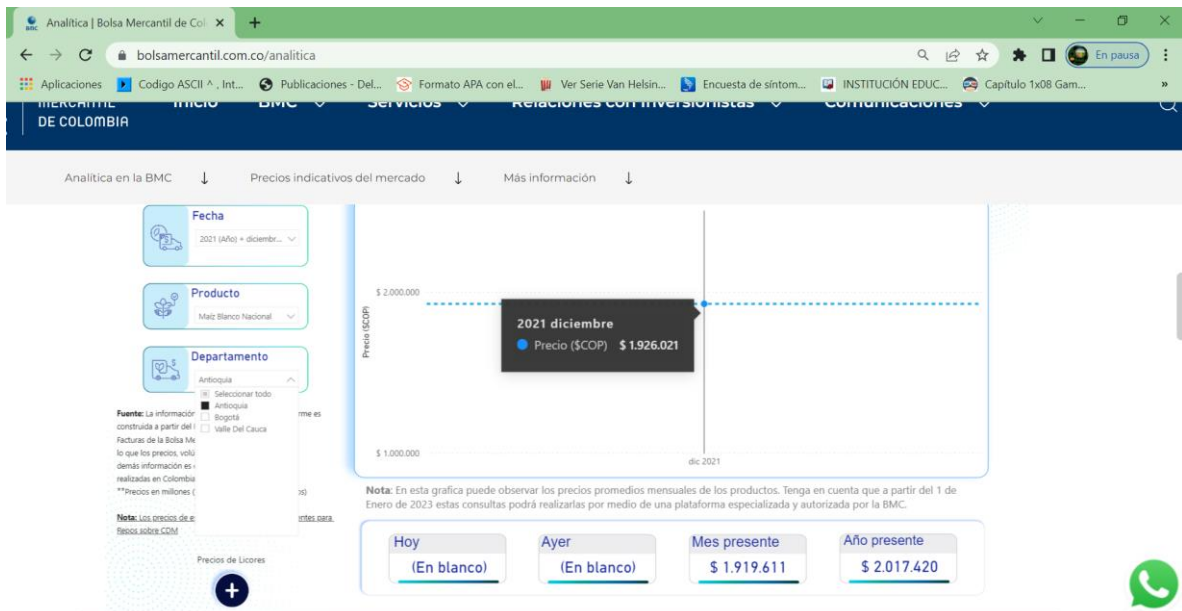 Analítica | Bolsa Mercantil de Col
bolsamercantil.com.co/analitica
En pausa
Aplicaciones
Codigo ASCII ^ , Int...
Publicaciones - Del...
Formato APA con el...
Ver Serie Van Helsin...
Encuesta de síntom...
INSTITUCIÓN EDUC...
Capítulo 1x08 Gam...
»
MERCANTIL
DE COLOMBIA
Inicio
BMC
Servicios
Relaciones con inversionistas
Comunicaciones
Analítica en la BMC ↓
Precios indicativos del mercado ↓
Más información ↓
Fecha
2021 (Año) + diciembr...
Producto
Maíz Blanco Nacional
Departamento
Antioquia
Seleccionar todo
Antioquia
Bogotá
Valle Del Cauca
Fuente: La información
rme es
construida a partir del
Facturas de la Bolsa Me
lo que los precios, volú
demás información es
realizadas en Colombia
**Precios en millones (
os)
Nota: Los precios de e
entes para
Repos sobre CDM
Precios de Licores
+
Precio ($COP)
$ 2.000.000
$ 1.000.000
2021 diciembre
Precio ($COP) $ 1.926.021
dic 2021
Nota: En esta grafica puede observar los precios promedios mensuales de los productos. Tenga en cuenta que a partir del 1 de
Enero de 2023 estas consultas podrá realizarlas por medio de una plataforma especializada y autorizada por la BMC.
Hoy
(En blanco)
Ayer
(En blanco)
Mes presente
$ 1.919.611
Año presente
$ 2.017.420